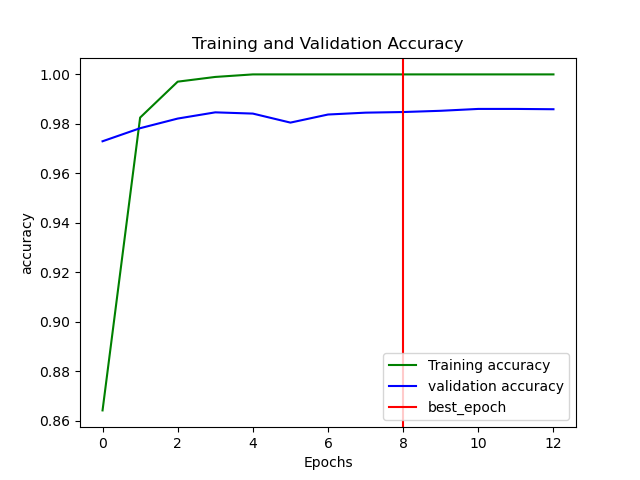 Training and Validation Accuracy
accuracy
1.00
0.98
0.96
0.94
0.92
0.90
0.88
0.86
Training accuracy
validation accuracy
best_epoch
0 2 4 6 8 10 12
Epochs